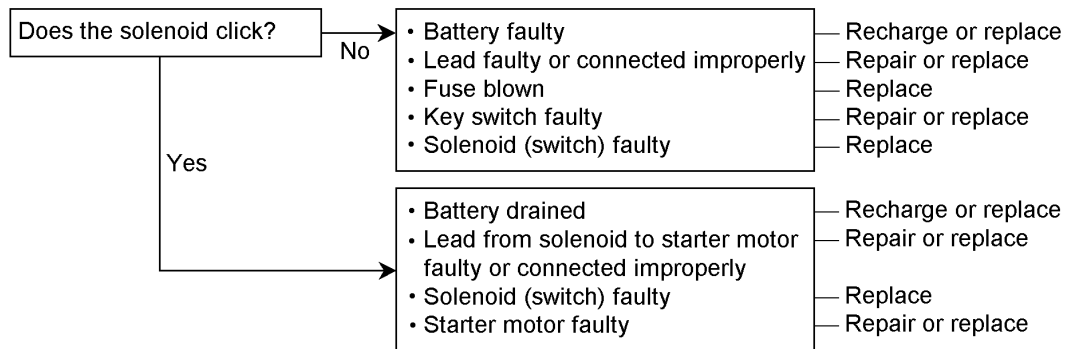 Does the solenoid click?
No
Yes
• Battery faulty — Recharge or replace
• Lead faulty or connected improperly — Repair or replace
• Fuse blown — Replace
• Key switch faulty — Repair or replace
• Solenoid (switch) faulty — Replace
• Battery drained — Recharge or replace
• Lead from solenoid to starter motor — Repair or replace
faulty or connected improperly
• Solenoid (switch) faulty — Replace
• Starter motor faulty — Repair or replace